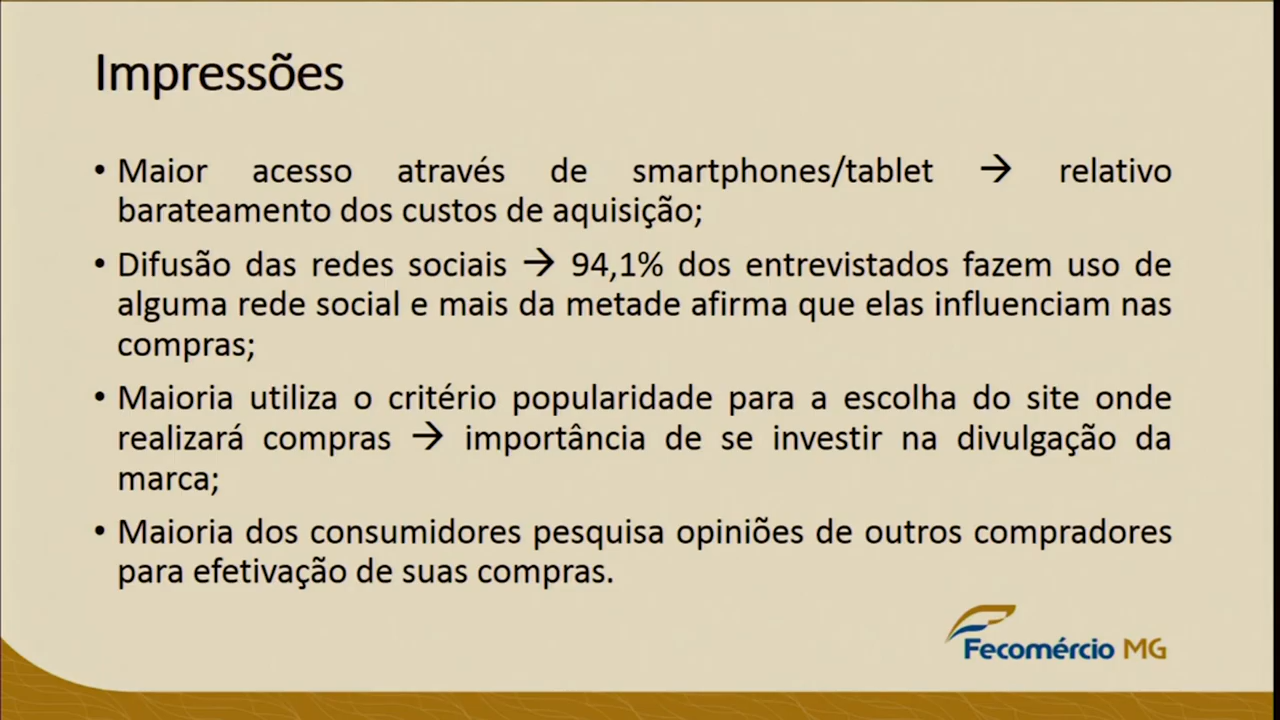 Impressões
• Maior acesso através de smartphones/tablet → relativo
barateamento dos custos de aquisição;
• Difusão das redes sociais → 94,1% dos entrevistados fazem uso de
alguma rede social e mais da metade afirma que elas influenciam nas
compras;
• Maioria utiliza o critério popularidade para a escolha do site onde
realizará compras → importância de se investir na divulgação da
marca;
• Maioria dos consumidores pesquisa opiniões de outros compradores
para efetivação de suas compras.
Fecomércio MG